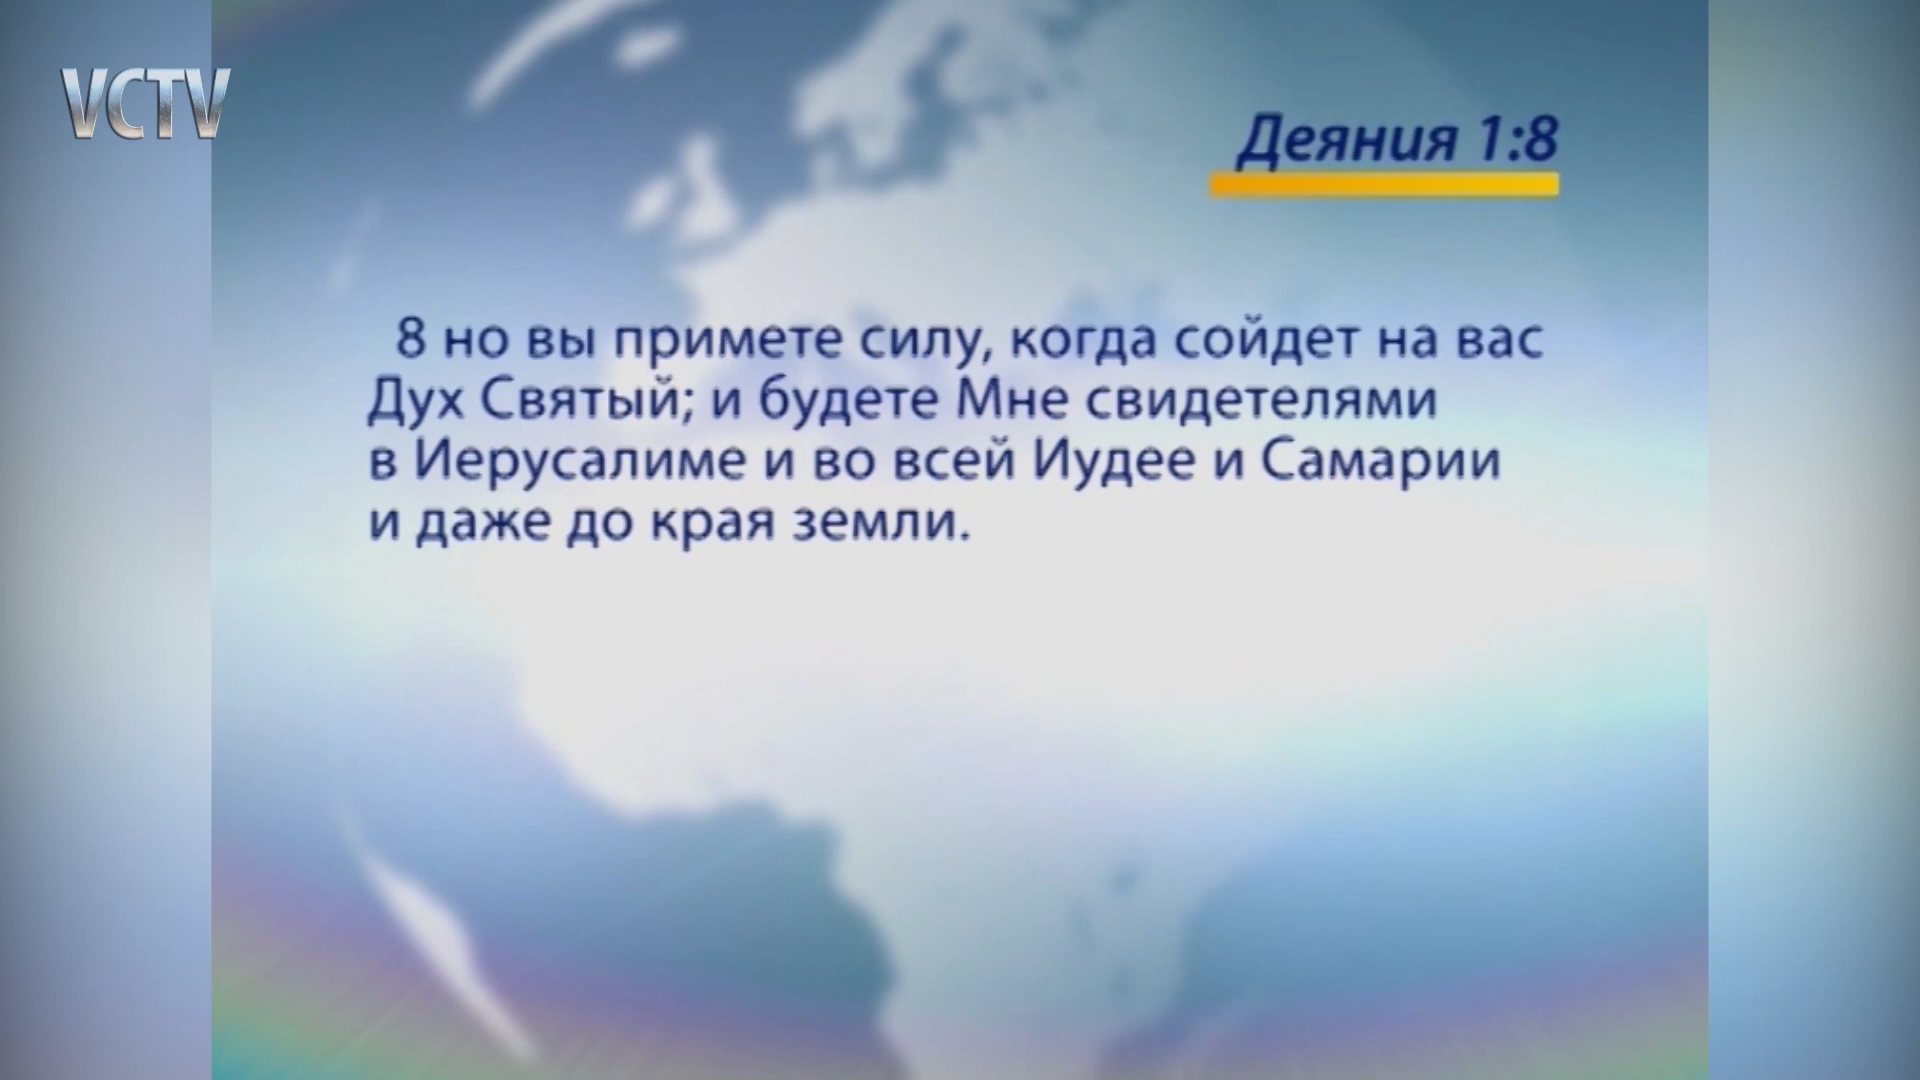 VCTV
Деяния 1:8
8 но вы примете силу, когда сойдет на вас
Дух Святый; и будете Мне свидетелями
в Иерусалиме и во всей Иудее и Самарии
и даже до края земли.